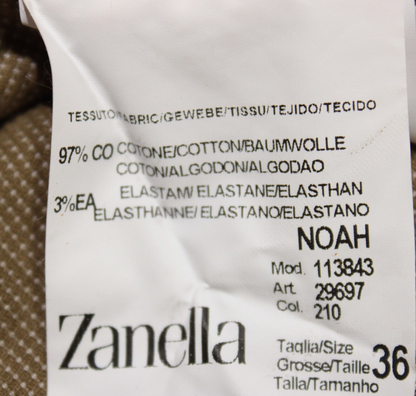 TESSUTO/FABRIC/GEWEBE/TISSU/TEJIDO/TECIDO
97% CO COTONE/COTTON/BAUMWOLLE
COTON/ALGODON/ALGODAO
3%EA ELASTAM/ ELASTANE/ELASTHAN
ELASTHANNE/ ELASTANO/ELASTANO
NOAH
Mod. 113843
Art 29697
Col. 210
Zanella
Taglia/Size
Grosse/Taille 36
Talla/Tamanho